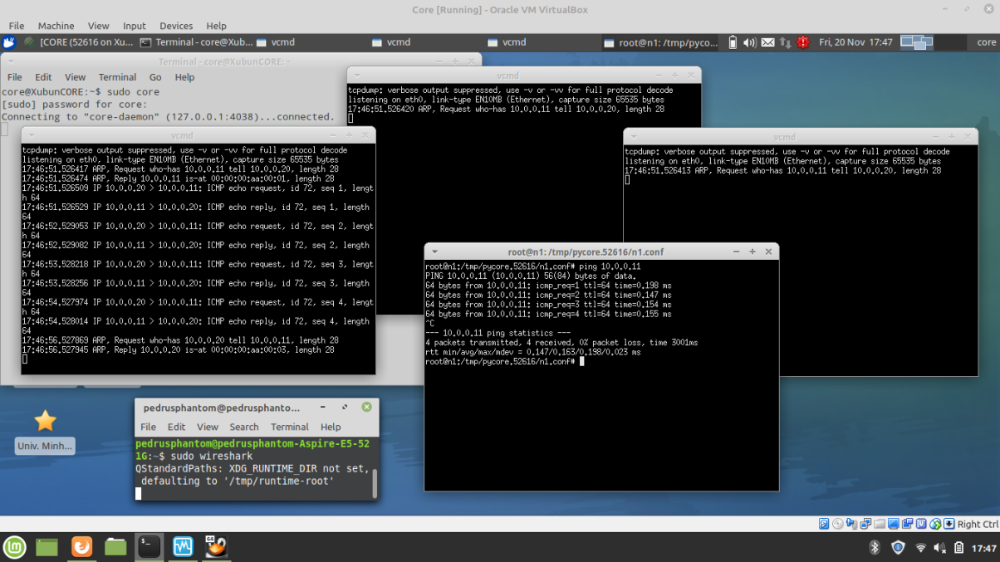 Core [Running] - Oracle VM VirtualBox
File Machine View Input Devices Help
[CORE (52616 on Xu... Terminal - core@Xub... vcmd vcmd vcmd root@n1: /tmp/pyco... Fri, 20 Nov 17:47 core
Terminal - core@XubunCORE: ~
File Edit View Terminal Go Help
core@XubunCORE:~$ sudo core
[sudo] password for core:
Connecting to "core-daemon" (127.0.0.1:4038)...connected.
vcmd
tcpdump: verbose output suppressed, use -v or -vv for full protocol decode
listening on eth0, link-type EN10MB (Ethernet), capture size 65535 bytes
17:46:51.526420 ARP, Request who-has 10.0.0.11 tell 10.0.0.20, length 28
vcmd
tcpdump: verbose output suppressed, use -v or -vv for full protocol decode
listening on eth0, link-type EN10MB (Ethernet), capture size 65535 bytes
17:46:51.526417 ARP, Request who-has 10.0.0.11 tell 10.0.0.20, length 28
17:46:51.526474 ARP, Reply 10.0.0.11 is-at 00:00:00:aa:00:01, length 28
17:46:51.526509 IP 10.0.0.20 > 10.0.0.11: ICMP echo request, id 72, seq 1, lengt
h 64
17:46:51.526529 IP 10.0.0.11 > 10.0.0.20: ICMP echo reply, id 72, seq 1, length
64
17:46:52.529053 IP 10.0.0.20 > 10.0.0.11: ICMP echo request, id 72, seq 2, lengt
h 64
17:46:52.529082 IP 10.0.0.11 > 10.0.0.20: ICMP echo reply, id 72, seq 2, length
64
17:46:53.528218 IP 10.0.0.20 > 10.0.0.11: ICMP echo request, id 72, seq 3, lengt
h 64
17:46:53.528256 IP 10.0.0.11 > 10.0.0.20: ICMP echo reply, id 72, seq 3, length
64
17:46:54.527974 IP 10.0.0.20 > 10.0.0.11: ICMP echo request, id 72, seq 4, lengt
h 64
17:46:54.528014 IP 10.0.0.11 > 10.0.0.20: ICMP echo reply, id 72, seq 4, length
64
17:46:56.527869 ARP, Request who-has 10.0.0.20 tell 10.0.0.11, length 28
17:46:56.527945 ARP, Reply 10.0.0.20 is-at 00:00:00:aa:00:03, length 28
vcmd
tcpdump: verbose output suppressed, use -v or -vv for full protocol decode
listening on eth0, link-type EN10MB (Ethernet), capture size 65535 bytes
17:46:51.526413 ARP, Request who-has 10.0.0.11 tell 10.0.0.20, length 28
root@n1: /tmp/pycore.52616/n1.conf
root@n1:/tmp/pycore.52616/n1.conf# ping 10.0.0.11
PING 10.0.0.11 (10.0.0.11) 56(84) bytes of data.
64 bytes from 10.0.0.11: icmp_req=1 ttl=64 time=0.198 ms
64 bytes from 10.0.0.11: icmp_req=2 ttl=64 time=0.147 ms
64 bytes from 10.0.0.11: icmp_req=3 ttl=64 time=0.154 ms
64 bytes from 10.0.0.11: icmp_req=4 ttl=64 time=0.155 ms
^C
--- 10.0.0.11 ping statistics ---
4 packets transmitted, 4 received, 0% packet loss, time 3001ms
rtt min/avg/max/mdev = 0.147/0.163/0.198/0.023 ms
root@n1:/tmp/pycore.52616/n1.conf#
Univ. Minh...
pedrusphantom@pedrusphanto...
File Edit View Search Terminal Help
pedrusphantom@pedrusphantom-Aspire-E5-52
1G:~$ sudo wireshark
QStandardPaths: XDG_RUNTIME_DIR not set,
defaulting to '/tmp/runtime-root'
Right Ctrl
17:47